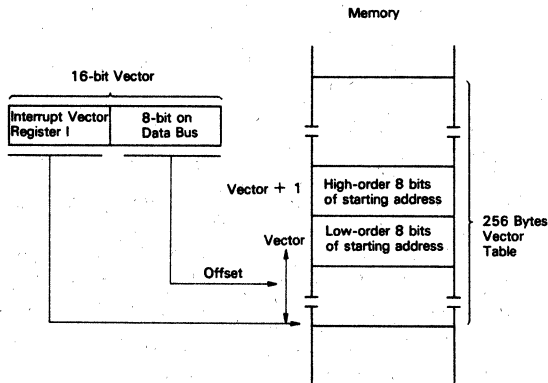 Memory
16-bit Vector
Interrupt Vector
Register I
8-bit on
Data Bus
Vector + 1
High-order 8 bits
of starting address
Vector
Low-order 8 bits
of starting address
Offset
256 Bytes
Vector
Table